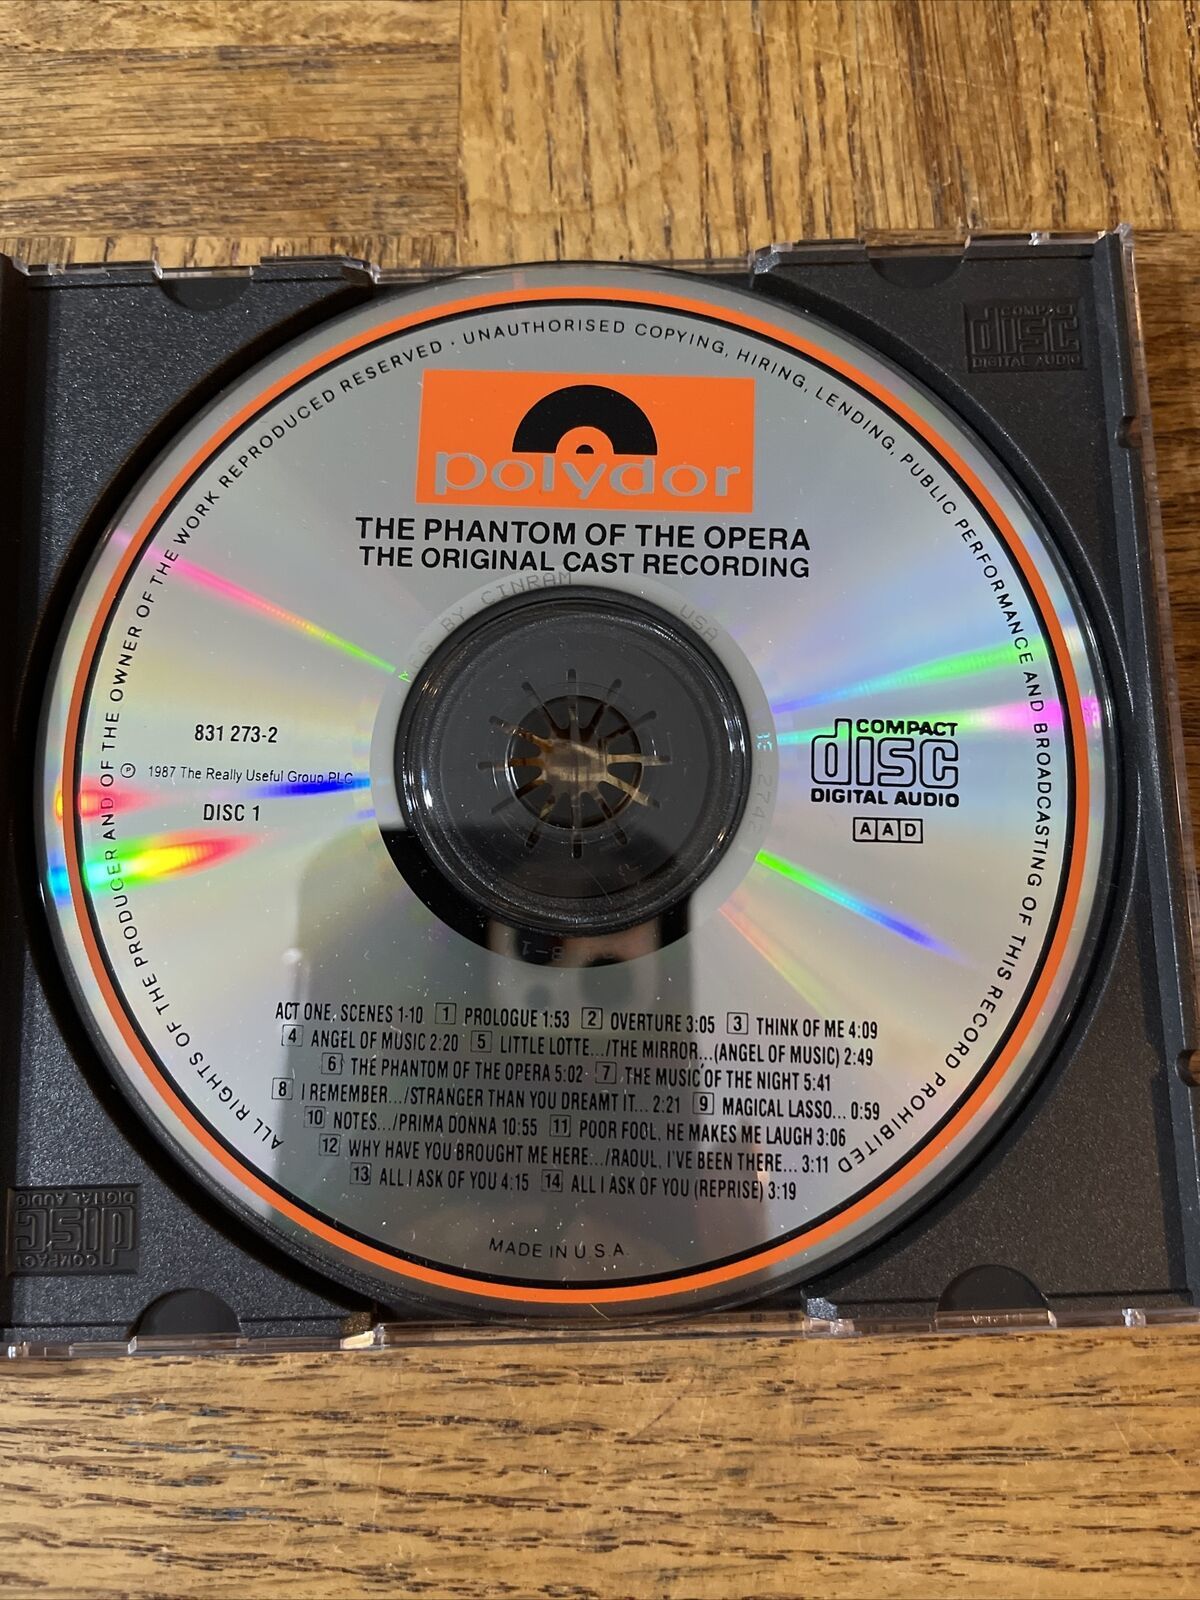 ALL RIGHTS OF THE PRODUCER AND OF THE OWNER OF THE WORK REPRODUCED RESERVED · UNAUTHORISED COPYING, HIRING, LENDING, PUBLIC PERFORMANCE AND BROADCASTING OF THIS RECORD PROHIBITED
polydor
THE PHANTOM OF THE OPERA
THE ORIGINAL CAST RECORDING
MFG BY CINRAM USA
831 273-2
℗ 1987 The Really Useful Group PLC
DISC 1
COMPACT
disc
DIGITAL AUDIO
AAD
ACT ONE, SCENES 1-10 1 PROLOGUE 1:53 2 OVERTURE 3:05 3 THINK OF ME 4:09
4 ANGEL OF MUSIC 2:20 5 LITTLE LOTTE.../THE MIRROR...(ANGEL OF MUSIC) 2:49
6 THE PHANTOM OF THE OPERA 5:02 7 THE MUSIC OF THE NIGHT 5:41
8 I REMEMBER.../STRANGER THAN YOU DREAMT IT... 2:21 9 MAGICAL LASSO... 0:59
10 NOTES.../PRIMA DONNA 10:55 11 POOR FOOL, HE MAKES ME LAUGH 3:06
12 WHY HAVE YOU BROUGHT ME HERE.../RAOUL, I'VE BEEN THERE... 3:11
13 ALL I ASK OF YOU 4:15 14 ALL I ASK OF YOU (REPRISE) 3:19
MADE IN U.S.A.
COMPACT
disc
DIGITAL AUDIO
COMPACT
disc
DIGITAL AUDIO